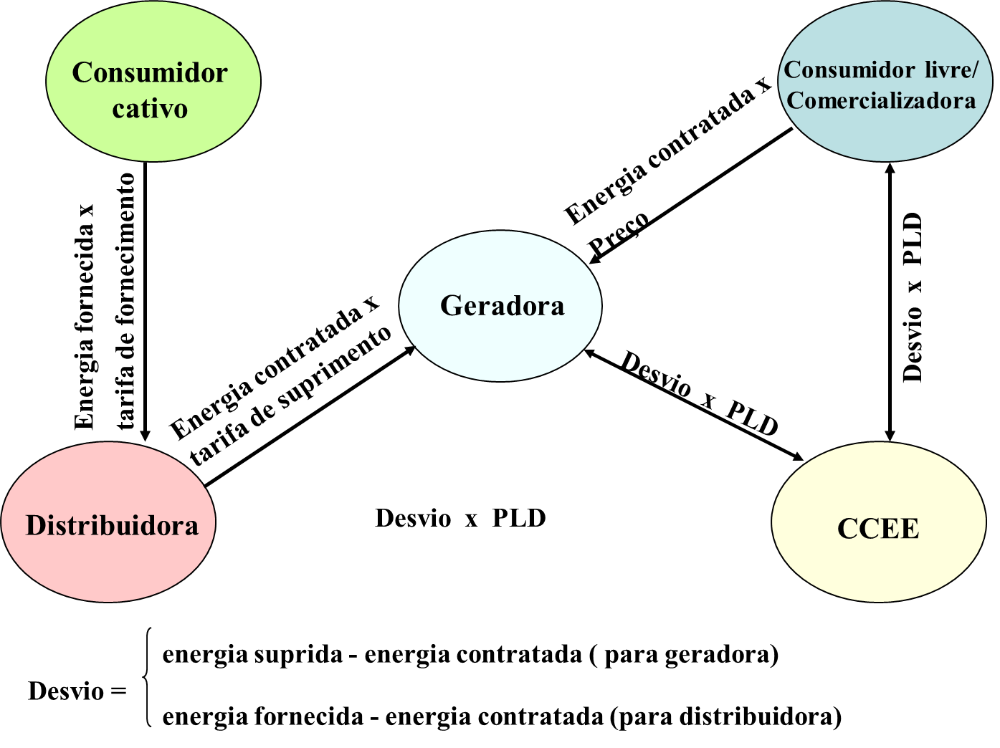 Consumidor
cativo
Consumidor livre/
Comercializadora
Energia contratada x
Preço
Energia fornecida x
tarifa de fornecimento
Geradora
Energia contratada x
tarifa de suprimento
Desvio x PLD
Desvio x PLD
Distribuidora
Desvio x PLD
CCEE
energia suprida - energia contratada ( para geradora)
Desvio =
energia fornecida - energia contratada (para distribuidora)